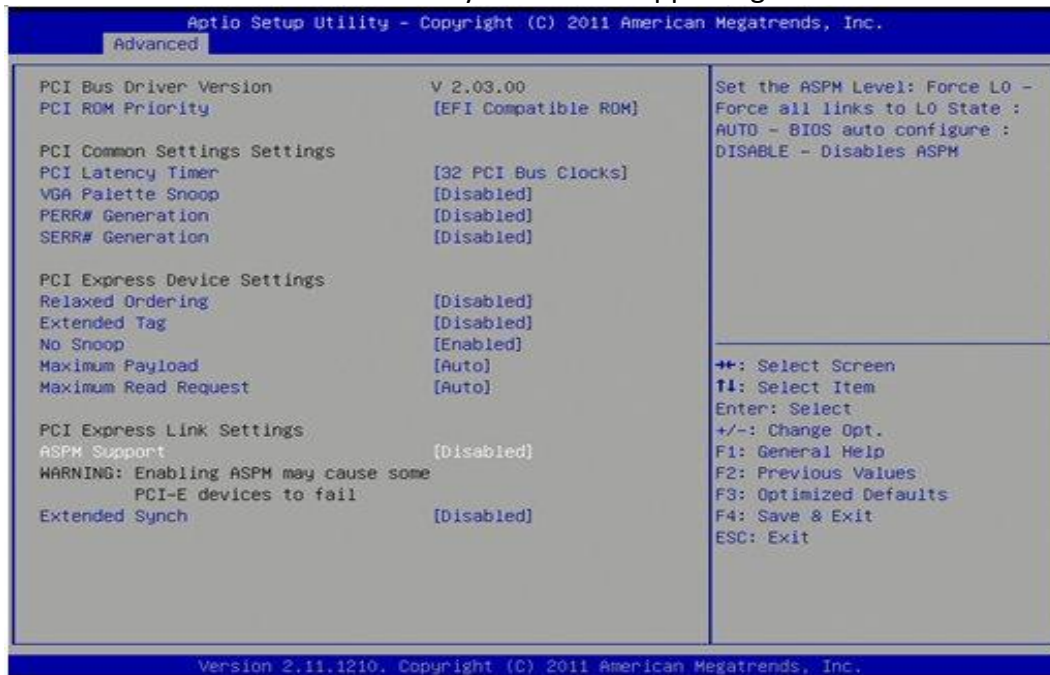 Aptio Setup Utility - Copyright (C) 2011 American Megatrends, Inc.
Advanced
PCI Bus Driver Version V 2.03.00
PCI ROM Priority [EFI Compatible ROM]
PCI Common Settings Settings
PCI Latency Timer [32 PCI Bus Clocks]
VGA Palette Snoop [Disabled]
PERR# Generation [Disabled]
SERR# Generation [Disabled]
PCI Express Device Settings
Relaxed Ordering [Disabled]
Extended Tag [Disabled]
No Snoop [Enabled]
Maximum Payload [Auto]
Maximum Read Request [Auto]
PCI Express Link Settings
ASPM Support [Disabled]
WARNING: Enabling ASPM may cause some
PCI-E devices to fail
Extended Synch [Disabled]
Set the ASPM Level: Force L0 -
Force all links to L0 State :
AUTO - BIOS auto configure :
DISABLE - Disables ASPM
→←: Select Screen
↑↓: Select Item
Enter: Select
+/-: Change Opt.
F1: General Help
F2: Previous Values
F3: Optimized Defaults
F4: Save & Exit
ESC: Exit
Version 2.11.1210. Copyright (C) 2011 American Megatrends, Inc.